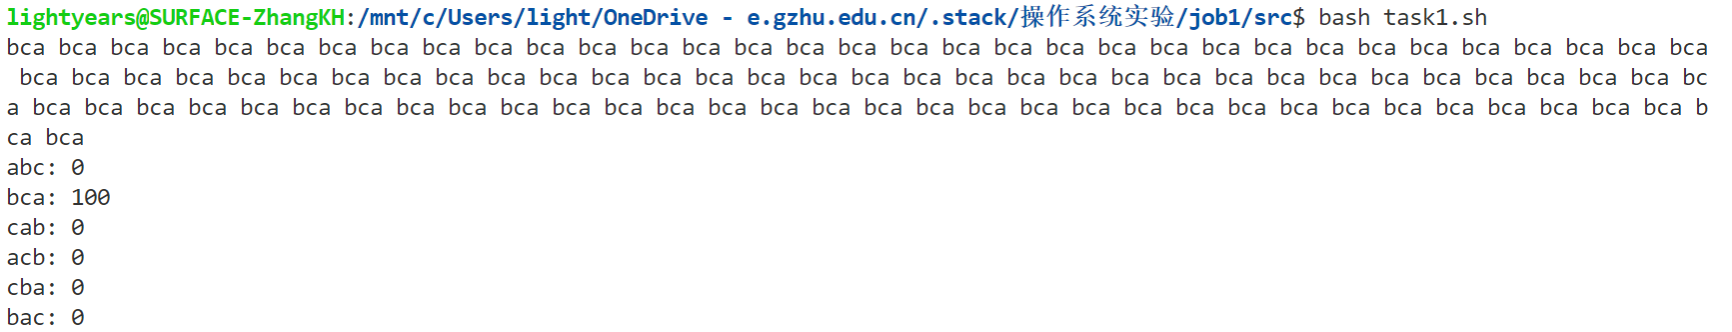 lightyears@SURFACE-ZhangKH:/mnt/c/Users/light/OneDrive - e.gzhu.edu.cn/.stack/操作系统实验/job1/src$ bash task1.sh
bca bca bca bca bca bca bca bca bca bca bca bca bca bca bca bca bca bca bca bca bca bca bca bca bca bca bca bca bca bca bca bca bca
 bca bca bca bca bca bca bca bca bca bca bca bca bca bca bca bca bca bca bca bca bca bca bca bca bca bca bca bca bca bca bca bca bc
a bca bca bca bca bca bca bca bca bca bca bca bca bca bca bca bca bca bca bca bca bca bca bca bca bca bca bca bca bca bca bca bca b
ca bca
abc: 0
bca: 100
cab: 0
acb: 0
cba: 0
bac: 0